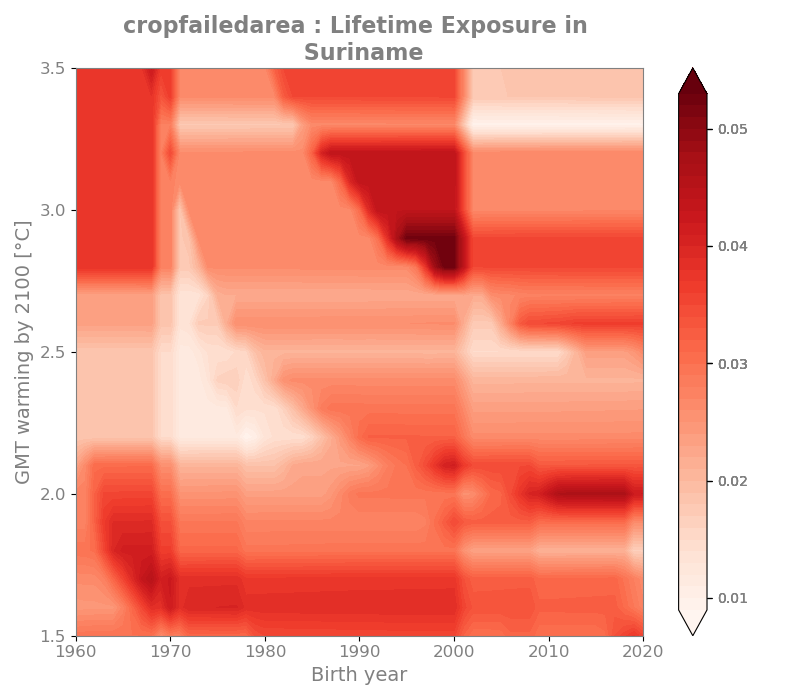 cropfailedarea : Lifetime Exposure in
Suriname
GMT warming by 2100 [°C]
3.5
3.0
2.5
2.0
1.5
1960 1970 1980 1990 2000 2010 2020
Birth year
0.05
0.04
0.03
0.02
0.01